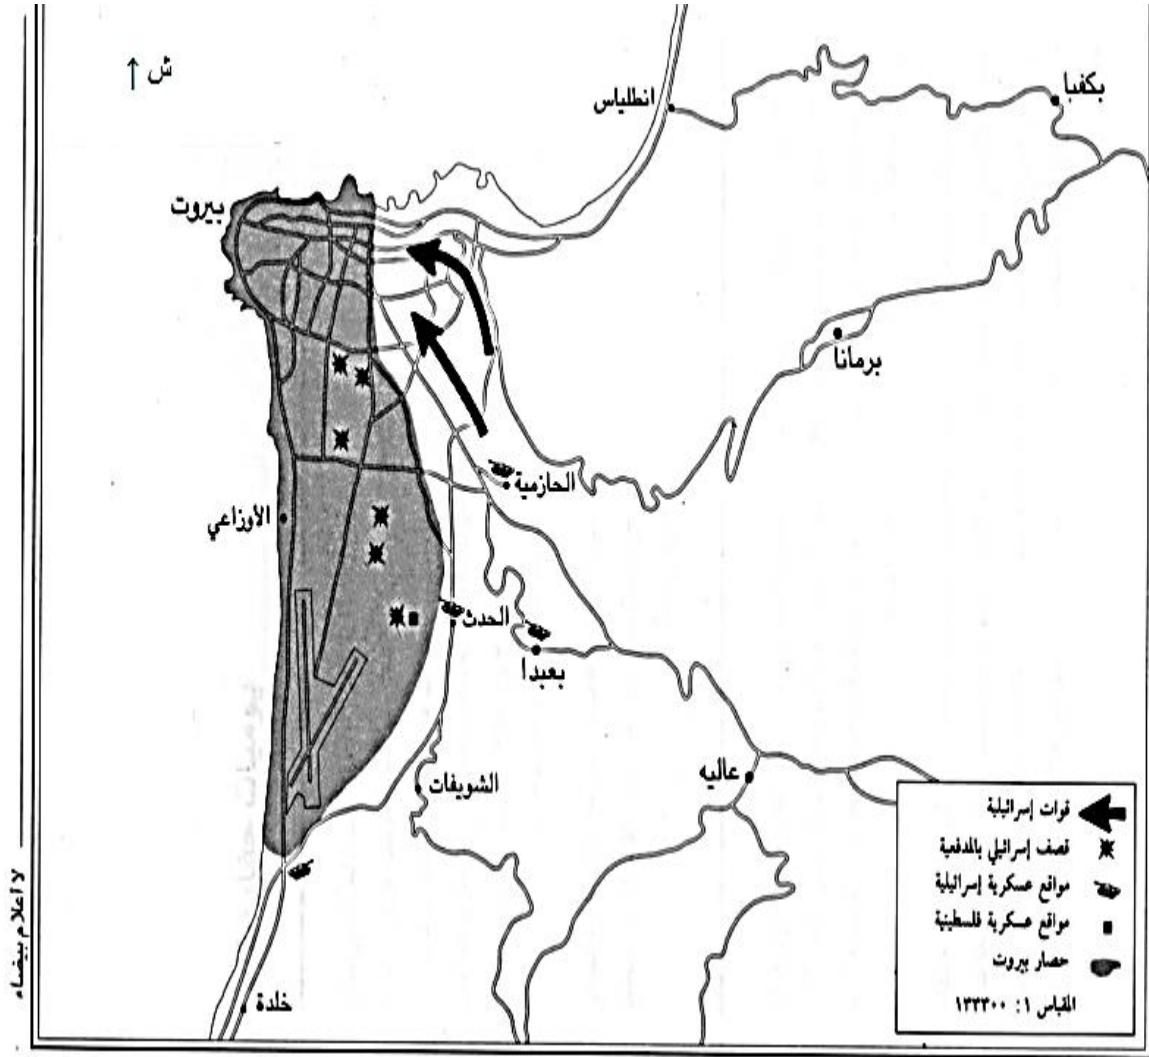 ش ↑
انطلياس
بكفيا
بيروت
برمانا
الحازمية
الأوزاعي
الحدث
بعبدا
عاليه
الشويفات
خلدة
قوات إسرائيلية
قصف إسرائيلي بالمدفعية
مواقع عسكرية إسرائيلية
مواقع عسكرية فلسطينية
حصار بيروت
المقياس ١: ١٣٣٣٠٠
لا أعلام بيضاء